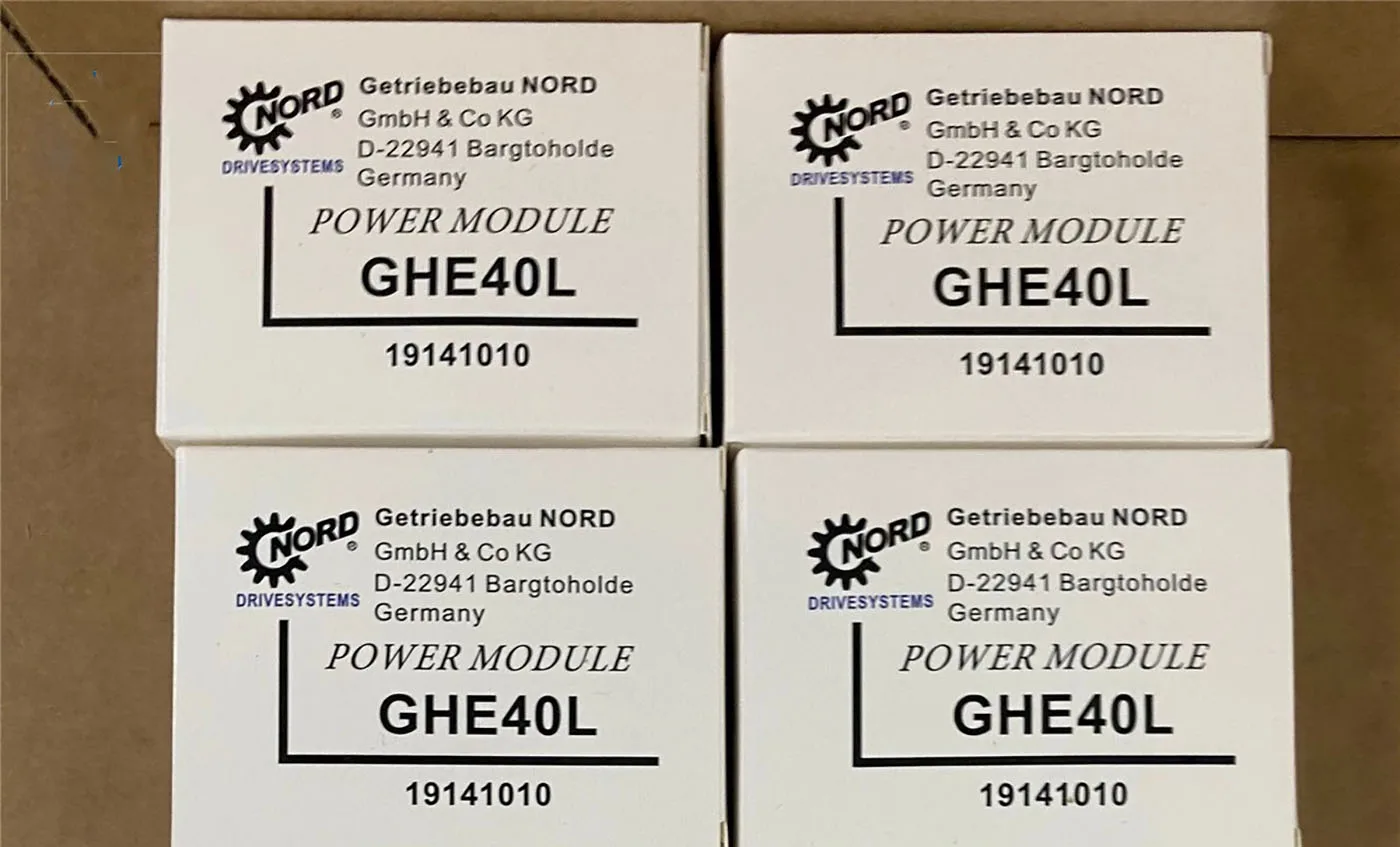 NORD
®
DRIVESYSTEMS
Getriebebau NORD
GmbH & Co KG
D-22941 Bargtoholde
Germany
POWER MODULE
GHE40L
19141010
NORD
®
DRIVESYSTEMS
Getriebebau NORD
GmbH & Co KG
D-22941 Bargtoholde
Germany
POWER MODULE
GHE40L
19141010
NORD
®
DRIVESYSTEMS
Getriebebau NORD
GmbH & Co KG
D-22941 Bargtoholde
Germany
POWER MODULE
GHE40L
19141010
NORD
®
DRIVESYSTEMS
Getriebebau NORD
GmbH & Co KG
D-22941 Bargtoholde
Germany
POWER MODULE
GHE40L
19141010